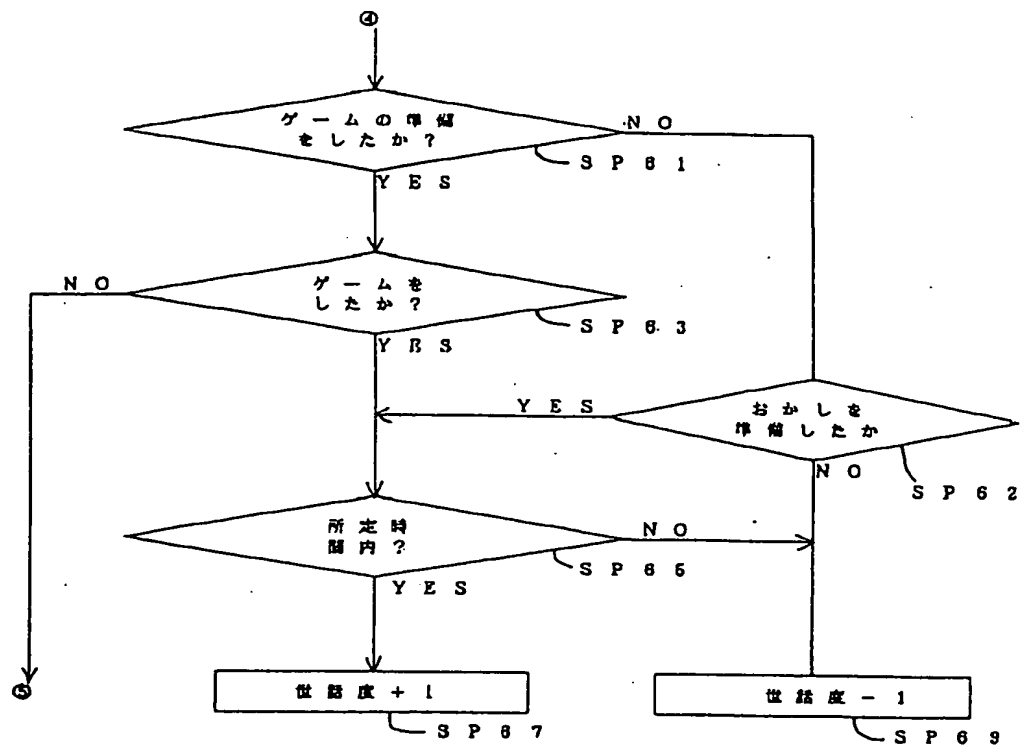 ④
ゲームの準備
をしたか?
NO
SP61
YES
ゲームを
したか?
NO
SP63
YES
おかしを
準備したか
YES
NO
SP62
所定時
間内?
NO
SP65
YES
⑤
世話度+1
SP67
世話度-1
SP69